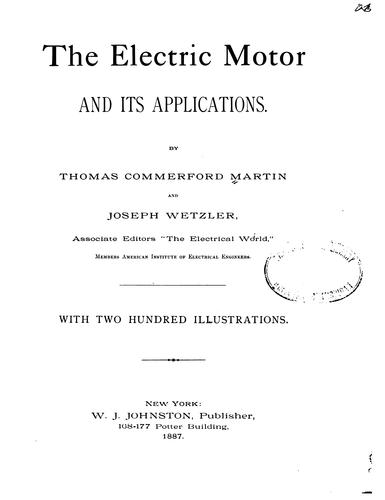 The Electric Motor
AND ITS APPLICATIONS.
BY
THOMAS COMMERFORD MARTIN
AND
JOSEPH WETZLER,
Associate Editors "The Electrical World,"
Members American Institute of Electrical Engineers.
WITH TWO HUNDRED ILLUSTRATIONS.
New York:
W. J. JOHNSTON, Publisher,
168-177 Potter Building,
1887.